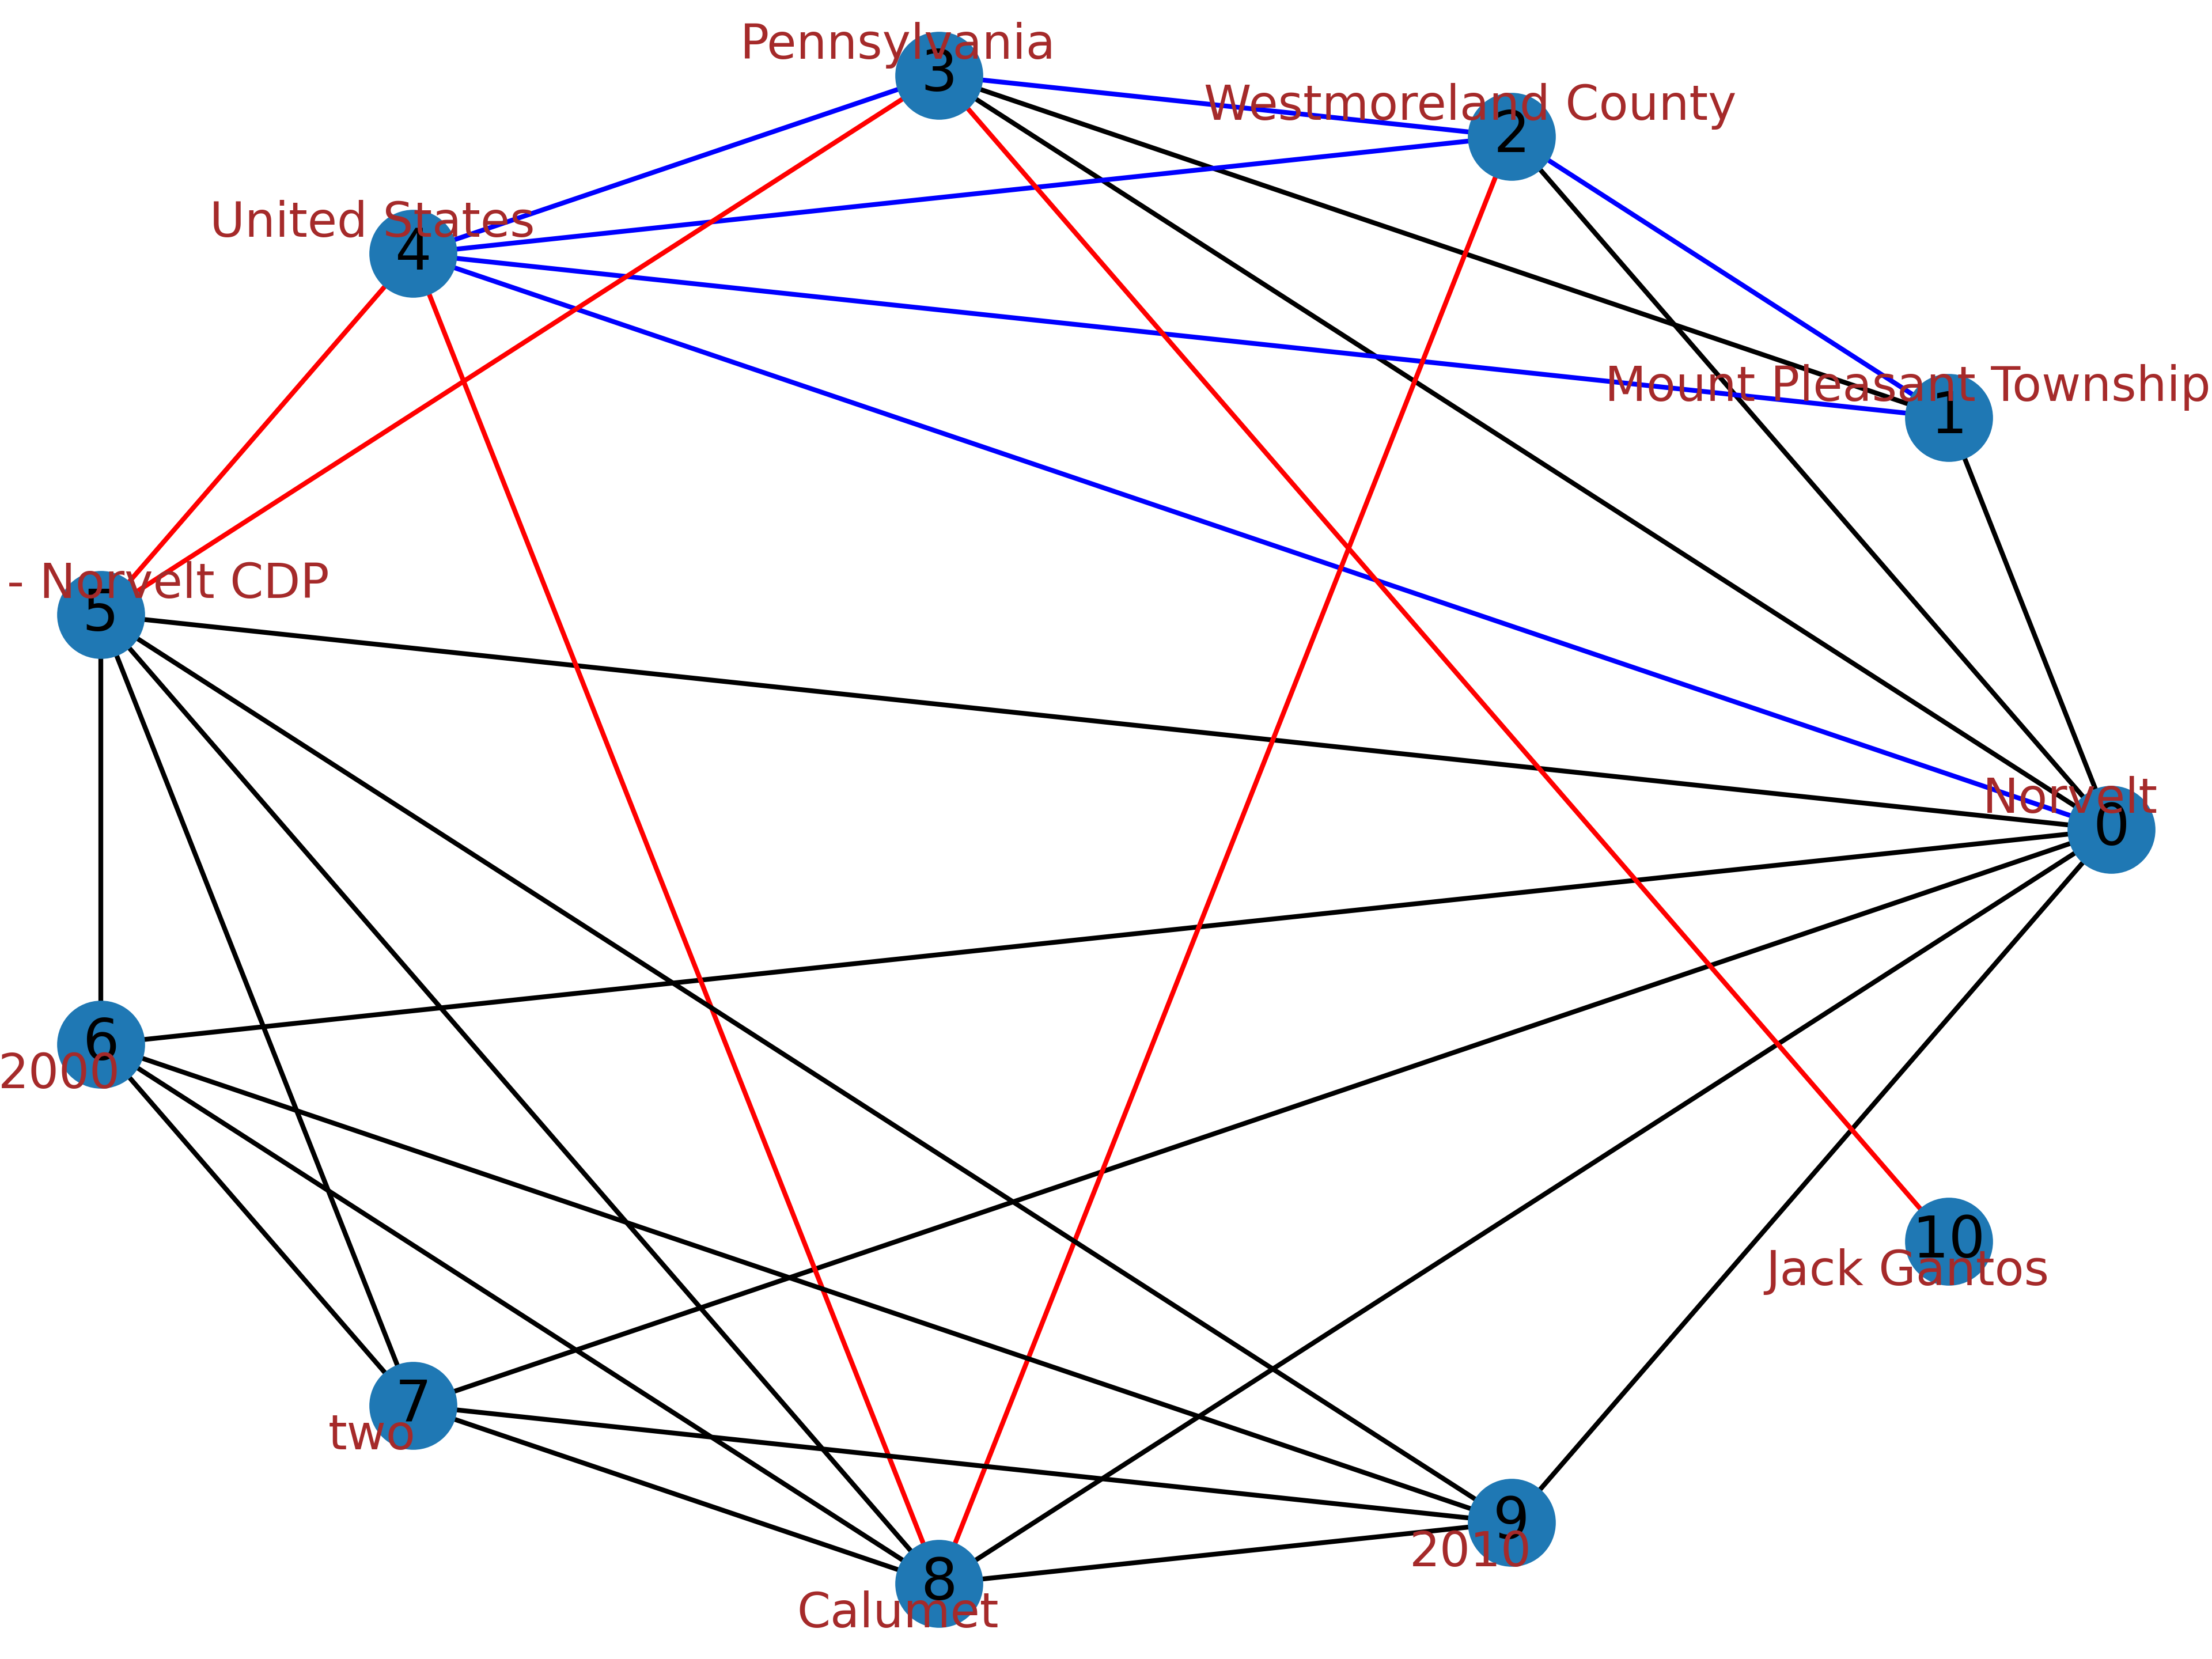 Pennsylvania
3
Westmoreland County
2
United States
4
Mount Pleasant Township
1
- Norvelt CDP
5
Norvelt
0
6
2000
10
Jack Gantos
7
two
9
2010
8
Calumet